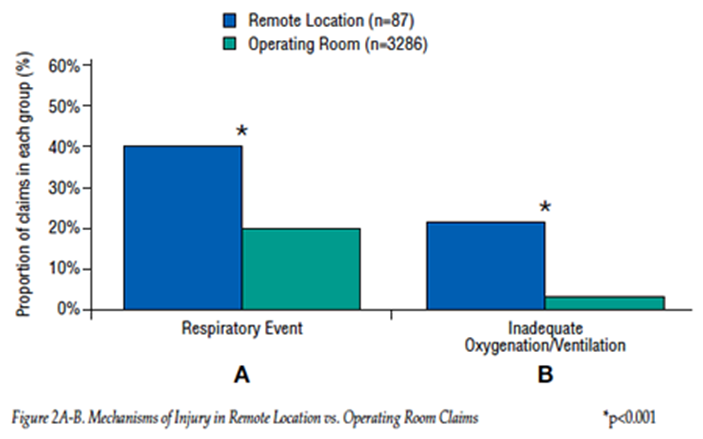 Remote Location (n=87)
Operating Room (n=3286)
Proportion of claims in each group (%)
60%
50%
40%
30%
20%
10%
0%
*
*
Respiratory Event
Inadequate
Oxygenation/Ventilation
A
B
Figure 2A-B. Mechanisms of Injury in Remote Location vs. Operating Room Claims
*p<0.001